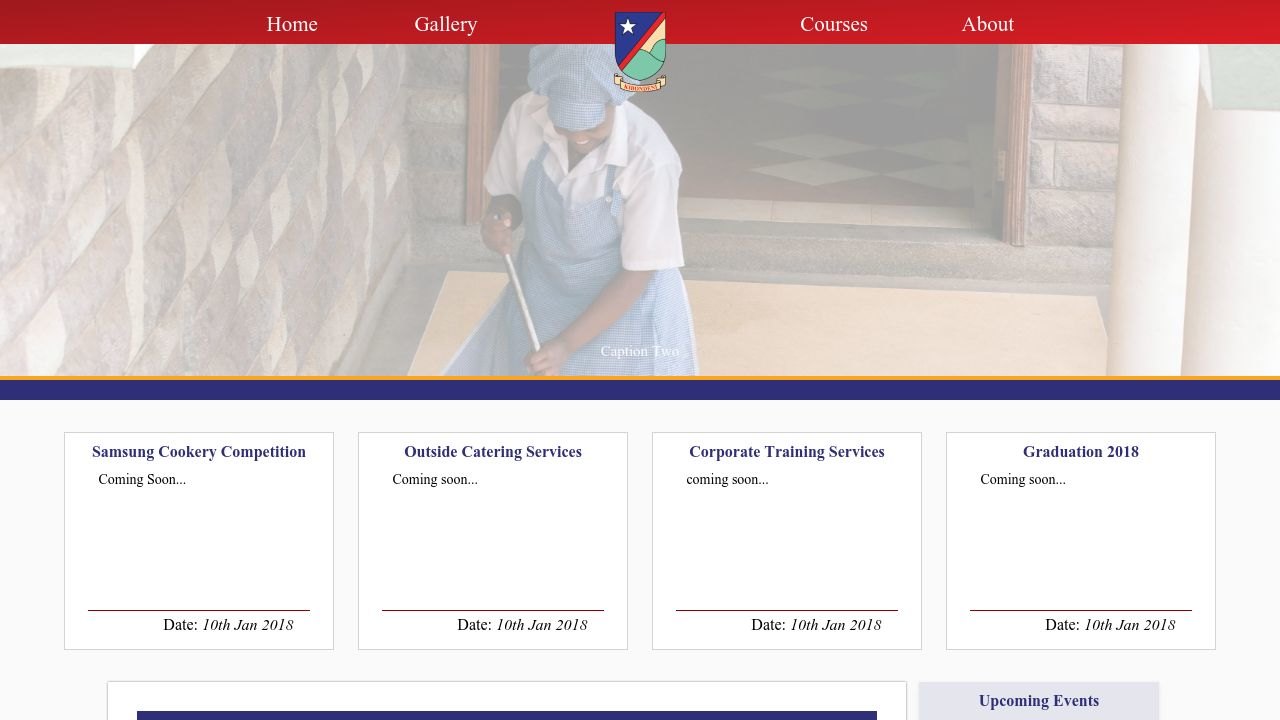 Home Gallery Courses About
KIBONDENI
Caption Two
Samsung Cookery Competition
Coming Soon...
Date: 10th Jan 2018
Outside Catering Services
Coming soon...
Date: 10th Jan 2018
Corporate Training Services
coming soon...
Date: 10th Jan 2018
Graduation 2018
Coming soon...
Date: 10th Jan 2018
Upcoming Events